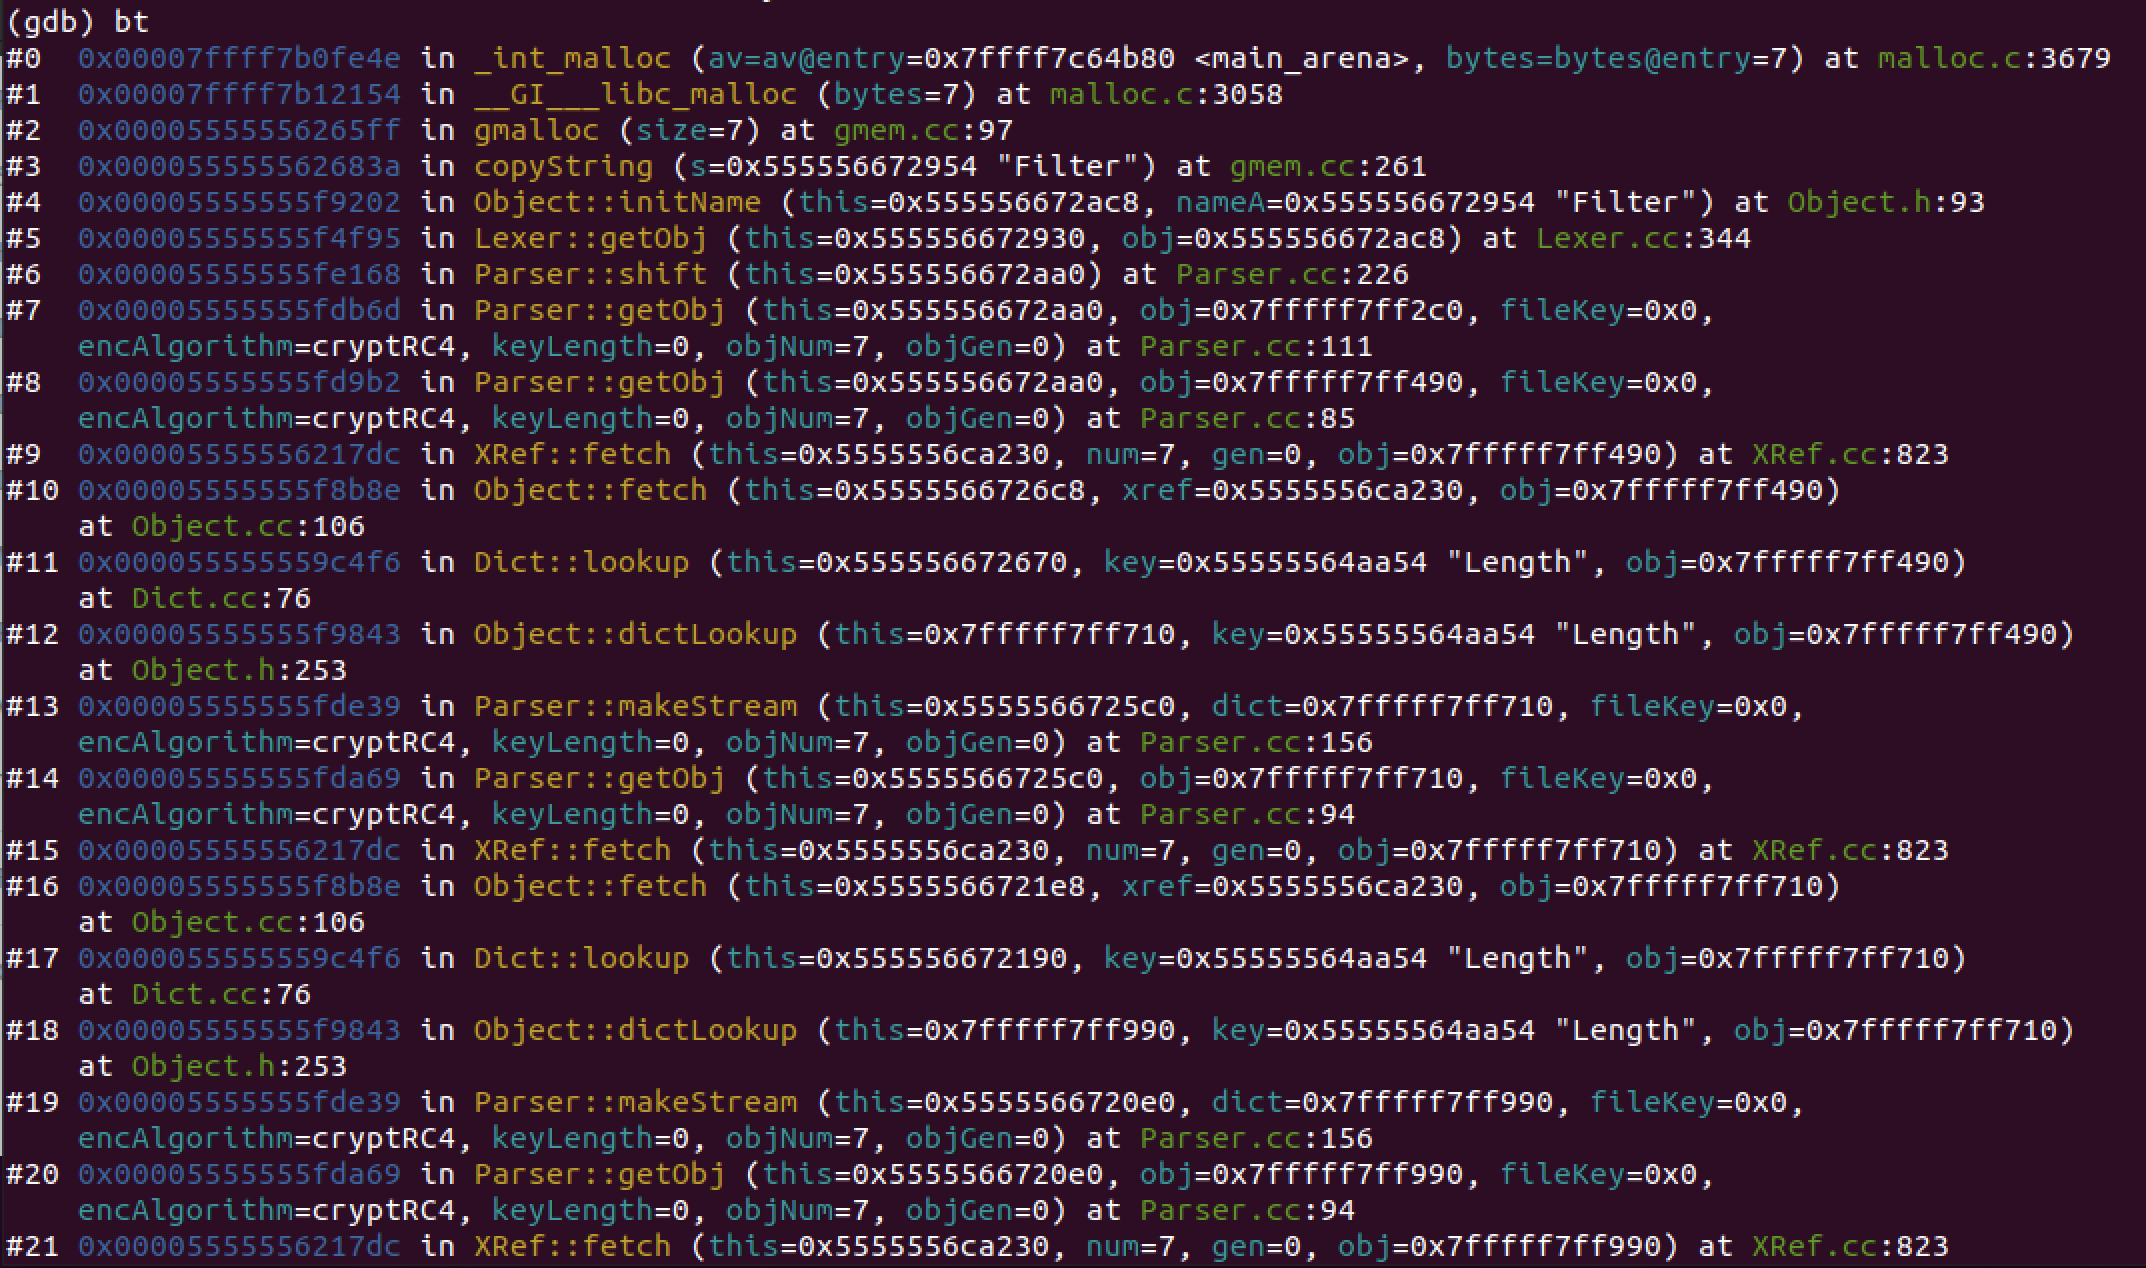 (gdb) bt
#0  0x00007ffff7b0fe4e in _int_malloc (av=av@entry=0x7ffff7c64b80 <main_arena>, bytes=bytes@entry=7) at malloc.c:3679
#1  0x00007ffff7b12154 in __GI___libc_malloc (bytes=7) at malloc.c:3058
#2  0x00005555556265ff in gmalloc (size=7) at gmem.cc:97
#3  0x000055555562683a in copyString (s=0x555556672954 "Filter") at gmem.cc:261
#4  0x00005555555f9202 in Object::initName (this=0x555556672ac8, nameA=0x555556672954 "Filter") at Object.h:93
#5  0x00005555555f4f95 in Lexer::getObj (this=0x555556672930, obj=0x555556672ac8) at Lexer.cc:344
#6  0x00005555555fe168 in Parser::shift (this=0x555556672aa0) at Parser.cc:226
#7  0x00005555555fdb6d in Parser::getObj (this=0x555556672aa0, obj=0x7fffff7ff2c0, fileKey=0x0,
encAlgorithm=cryptRC4, keyLength=0, objNum=7, objGen=0) at Parser.cc:111
#8  0x00005555555fd9b2 in Parser::getObj (this=0x555556672aa0, obj=0x7fffff7ff490, fileKey=0x0,
encAlgorithm=cryptRC4, keyLength=0, objNum=7, objGen=0) at Parser.cc:85
#9  0x00005555556217dc in XRef::fetch (this=0x5555556ca230, num=7, gen=0, obj=0x7fffff7ff490) at XRef.cc:823
#10 0x00005555555f8b8e in Object::fetch (this=0x5555566726c8, xref=0x5555556ca230, obj=0x7fffff7ff490)
at Object.cc:106
#11 0x000055555559c4f6 in Dict::lookup (this=0x555556672670, key=0x55555564aa54 "Length", obj=0x7fffff7ff490)
at Dict.cc:76
#12 0x00005555555f9843 in Object::dictLookup (this=0x7fffff7ff710, key=0x55555564aa54 "Length", obj=0x7fffff7ff490)
at Object.h:253
#13 0x00005555555fde39 in Parser::makeStream (this=0x5555566725c0, dict=0x7fffff7ff710, fileKey=0x0,
encAlgorithm=cryptRC4, keyLength=0, objNum=7, objGen=0) at Parser.cc:156
#14 0x00005555555fda69 in Parser::getObj (this=0x5555566725c0, obj=0x7fffff7ff710, fileKey=0x0,
encAlgorithm=cryptRC4, keyLength=0, objNum=7, objGen=0) at Parser.cc:94
#15 0x00005555556217dc in XRef::fetch (this=0x5555556ca230, num=7, gen=0, obj=0x7fffff7ff710) at XRef.cc:823
#16 0x00005555555f8b8e in Object::fetch (this=0x5555566721e8, xref=0x5555556ca230, obj=0x7fffff7ff710)
at Object.cc:106
#17 0x000055555559c4f6 in Dict::lookup (this=0x555556672190, key=0x55555564aa54 "Length", obj=0x7fffff7ff710)
at Dict.cc:76
#18 0x00005555555f9843 in Object::dictLookup (this=0x7fffff7ff990, key=0x55555564aa54 "Length", obj=0x7fffff7ff710)
at Object.h:253
#19 0x00005555555fde39 in Parser::makeStream (this=0x5555566720e0, dict=0x7fffff7ff990, fileKey=0x0,
encAlgorithm=cryptRC4, keyLength=0, objNum=7, objGen=0) at Parser.cc:156
#20 0x00005555555fda69 in Parser::getObj (this=0x5555566720e0, obj=0x7fffff7ff990, fileKey=0x0,
encAlgorithm=cryptRC4, keyLength=0, objNum=7, objGen=0) at Parser.cc:94
#21 0x00005555556217dc in XRef::fetch (this=0x5555556ca230, num=7, gen=0, obj=0x7fffff7ff990) at XRef.cc:823